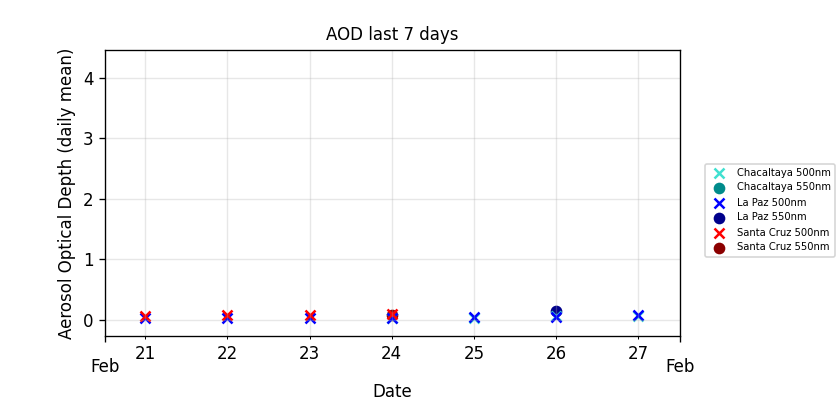 AOD last 7 days
Aerosol Optical Depth (daily mean)
4
3
2
1
0
21 22 23 24 25 26 27
Feb Feb
Date
Chacaltaya 500nm
Chacaltaya 550nm
La Paz 500nm
La Paz 550nm
Santa Cruz 500nm
Santa Cruz 550nm